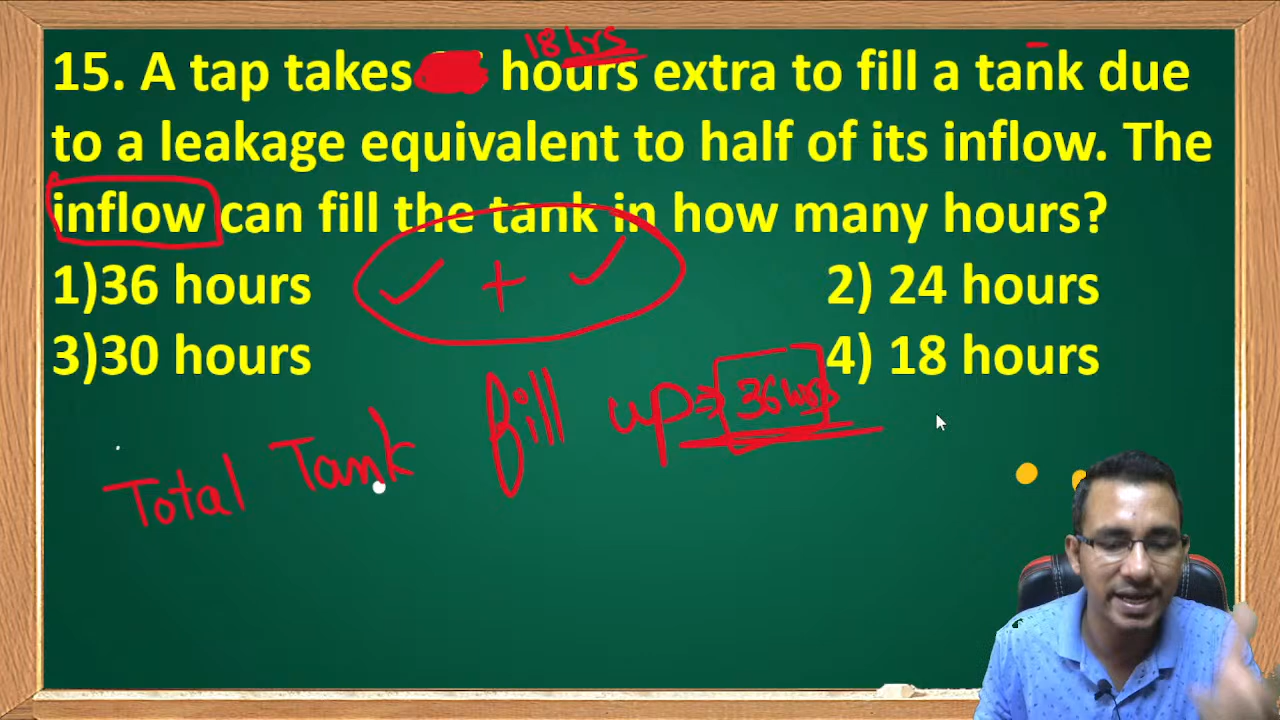 18 hrs
15. A tap takes hours extra to fill a tank due
to a leakage equivalent to half of its inflow. The
inflow can fill the tank in how many hours?
1)36 hours 2) 24 hours
3)30 hours 4) 18 hours
Total Tank fill up ⇒ 36 hrs